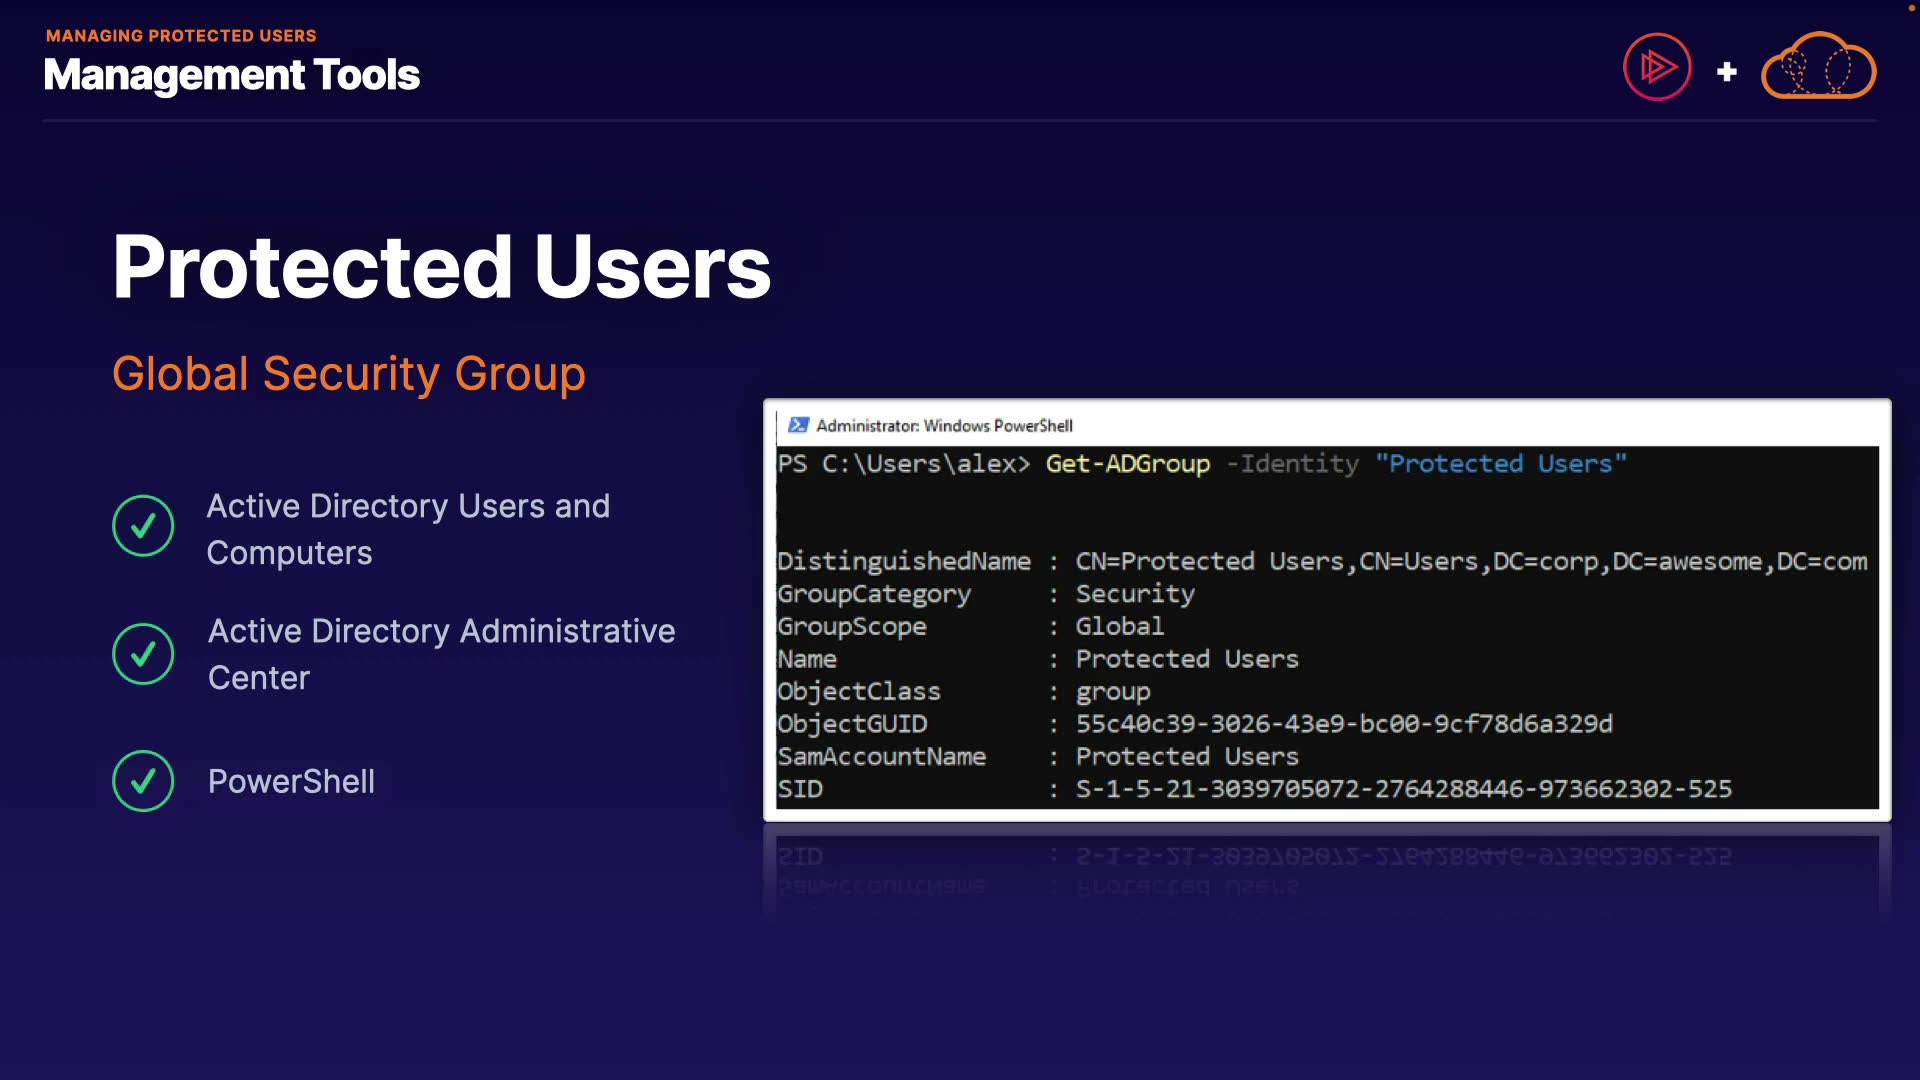 MANAGING PROTECTED USERS
Management Tools
Protected Users
Global Security Group
Active Directory Users and
Computers
Active Directory Administrative
Center
PowerShell
Administrator: Windows PowerShell
PS C:\Users\alex> Get-ADGroup -Identity "Protected Users"
DistinguishedName : CN=Protected Users,CN=Users,DC=corp,DC=awesome,DC=com
GroupCategory : Security
GroupScope : Global
Name : Protected Users
ObjectClass : group
ObjectGUID : 55c40c39-3026-43e9-bc00-9cf78d6a329d
SamAccountName : Protected Users
SID : S-1-5-21-3039705072-2764288446-973662302-525